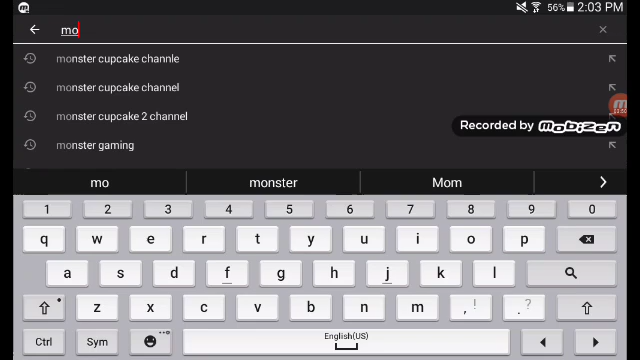 56% 2:03 PM
mo
monster cupcake channle
monster cupcake channel
monster cupcake 2 channel
Recorded by mobizen
monster gaming
mo monster Mom
1 2 3 4 5 6 7 8 9 0
q w e r t y u i o p
a s d f g h j k l
z x c v b n m , ! . ?
Ctrl Sym English(US)